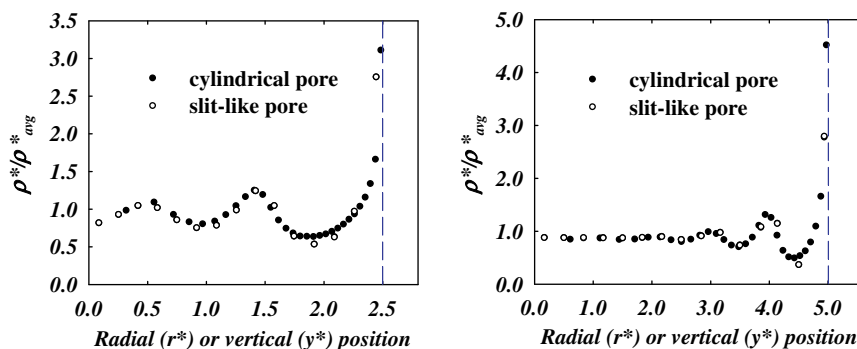 3.5
3.0
2.5
2.0
1.5
1.0
0.5
0.0
ρ*/ρ*avg
cylindrical pore
slit-like pore
0.0 0.5 1.0 1.5 2.0 2.5
Radial (r*) or vertical (y*) position
5.0
4.0
3.0
2.0
1.0
0.0
ρ*/ρ*avg
cylindrical pore
slit-like pore
0.0 1.0 2.0 3.0 4.0 5.0
Radial (r*) or vertical (y*) position